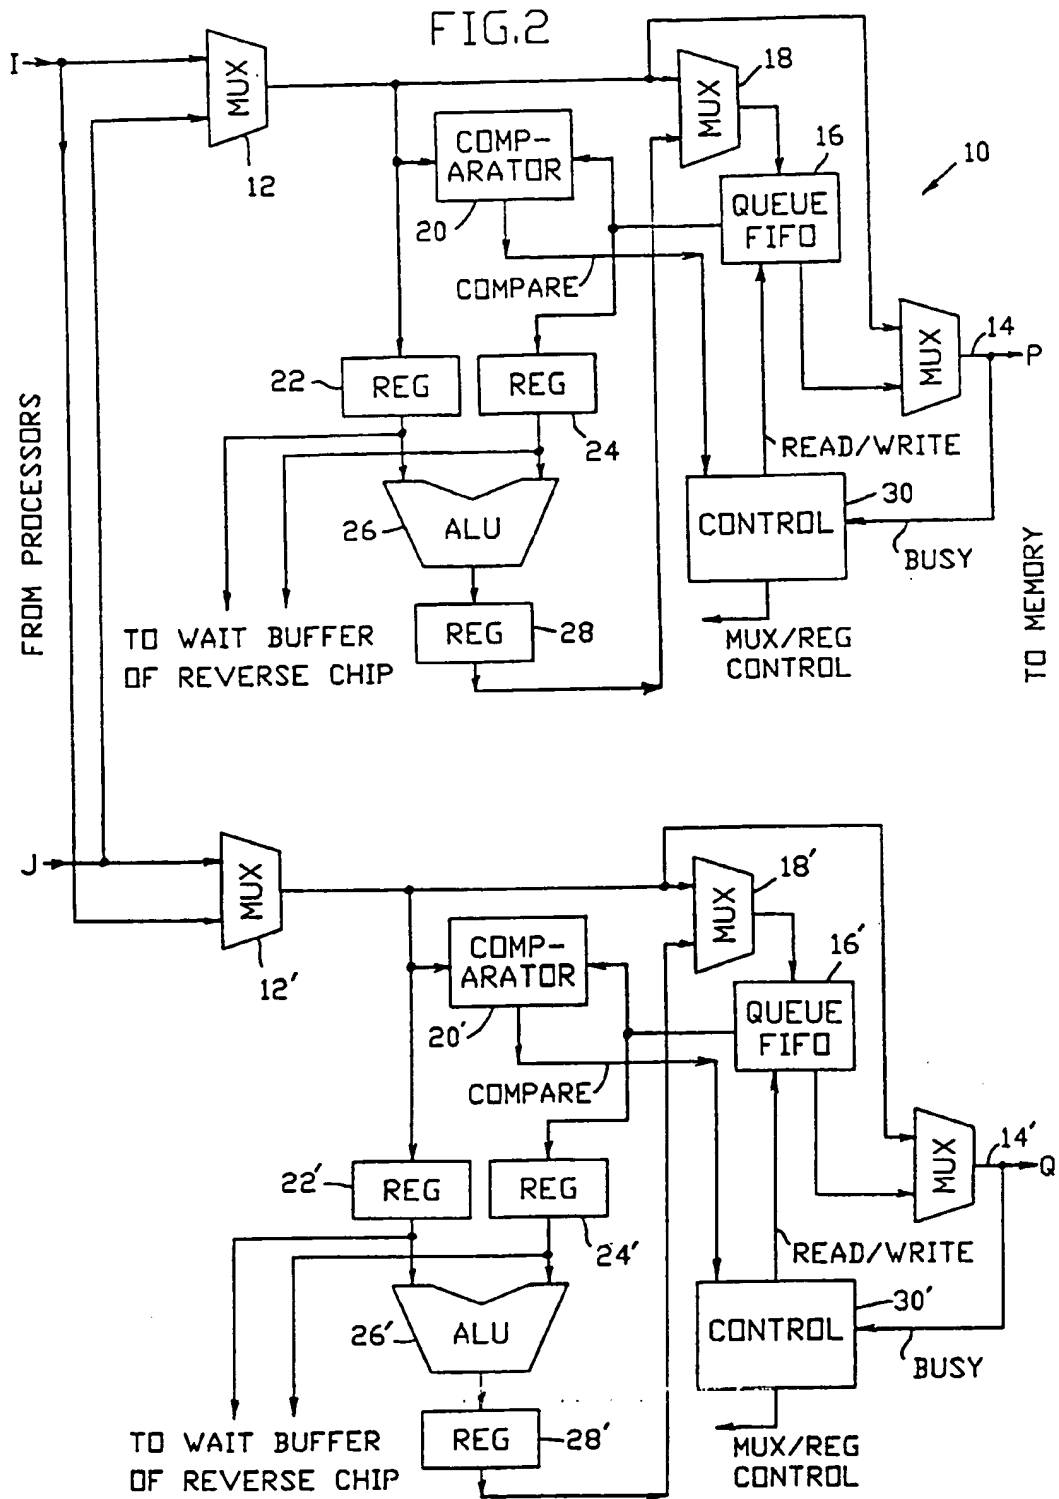 FIG.2
I
MUX
12
COMP-
ARATOR
20
COMPARE
MUX
18
QUEUE
FIFO
16
10
MUX
14
P
22
REG
REG
24
26
ALU
REG
28
READ/WRITE
CONTROL
30
BUSY
MUX/REG
CONTROL
TO WAIT BUFFER
OF REVERSE CHIP
FROM PROCESSORS
TO MEMORY
J
MUX
12'
COMP-
ARATOR
20'
COMPARE
MUX
18'
QUEUE
FIFO
16'
MUX
14'
Q
22'
REG
REG
24'
26'
ALU
REG
28'
READ/WRITE
CONTROL
30'
BUSY
MUX/REG
CONTROL
TO WAIT BUFFER
OF REVERSE CHIP